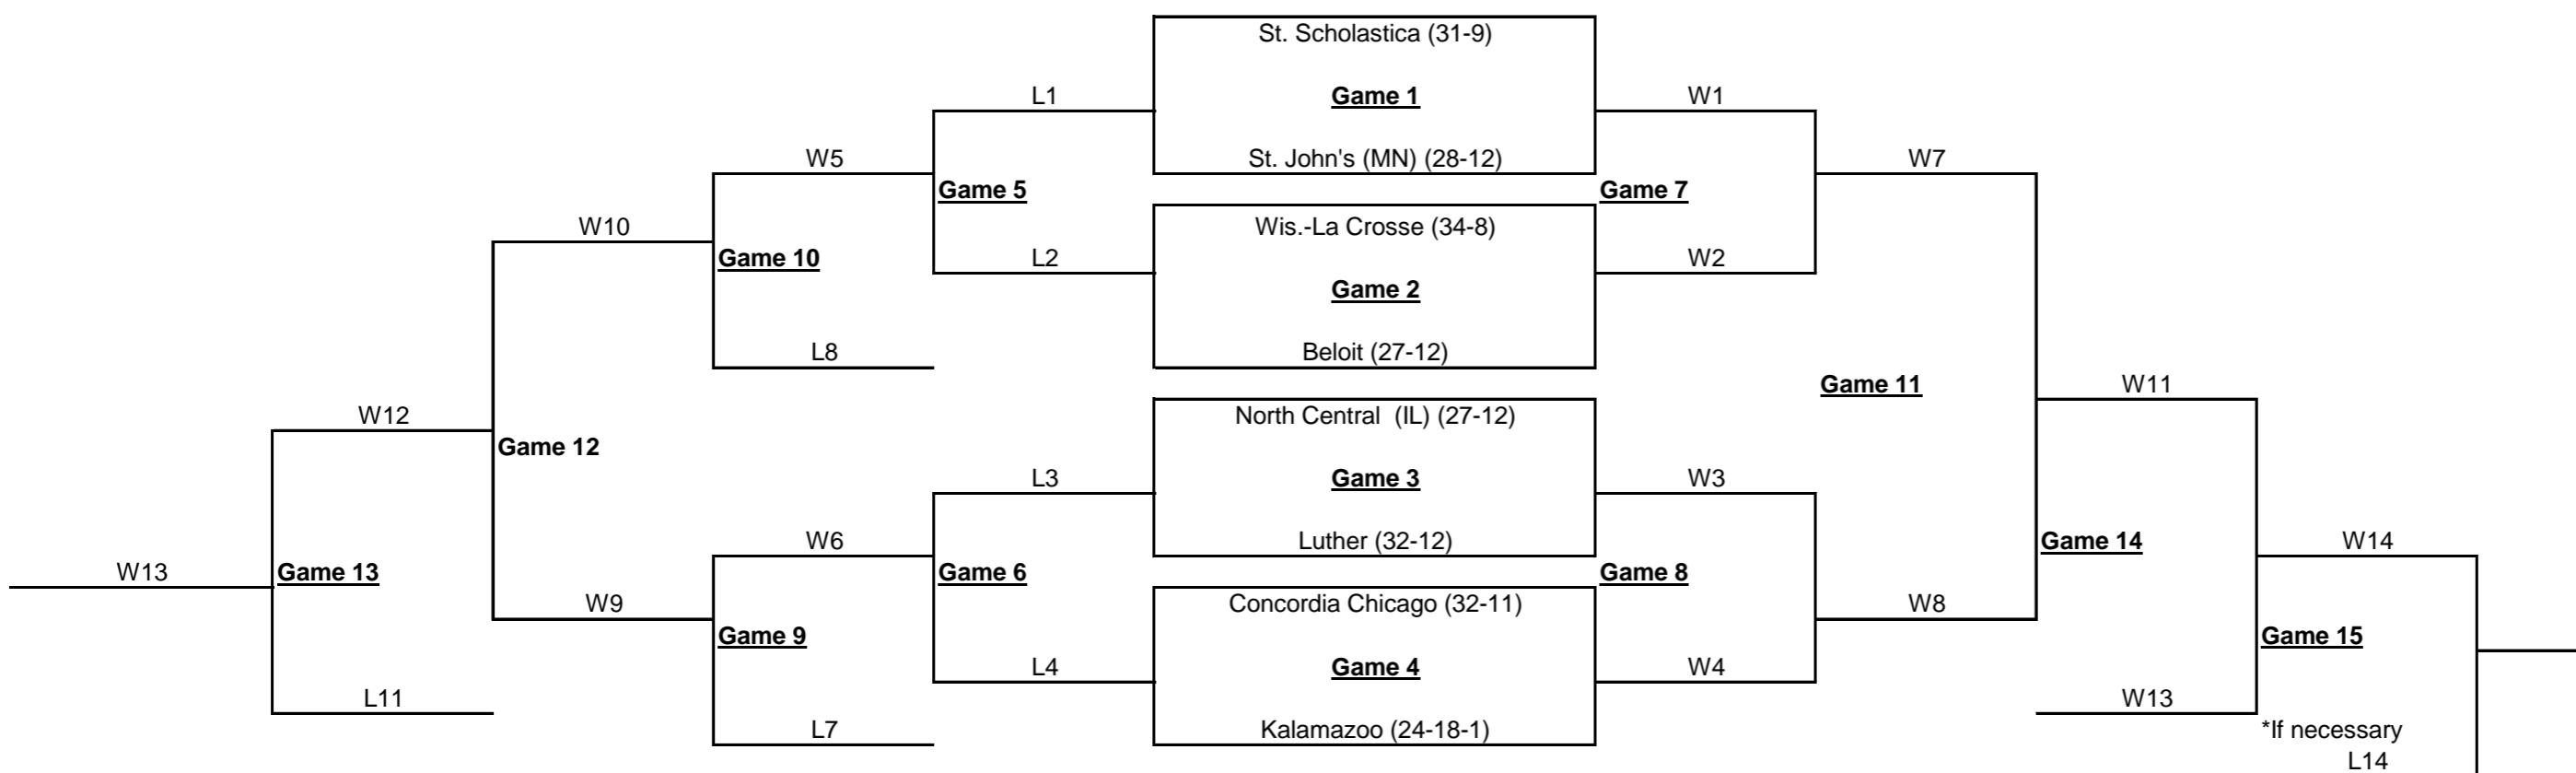 St. Scholastica (31-9)
L1 Game 1 W1
W5 St. John's (MN) (28-12) W7
Game 5 Game 7
W10 Wis.-La Crosse (34-8)
Game 10 L2 W2
Game 2
L8 Beloit (27-12)
Game 11 W11
W12 North Central (IL) (27-12)
Game 12
L3 Game 3 W3
W6 Luther (32-12) Game 14 W14
W13 Game 13 Game 6 Game 8
W9 Concordia Chicago (32-11) W8
Game 9 Game 15
L4 Game 4 W4
L11 W13
L7 Kalamazoo (24-18-1) *If necessary
L14